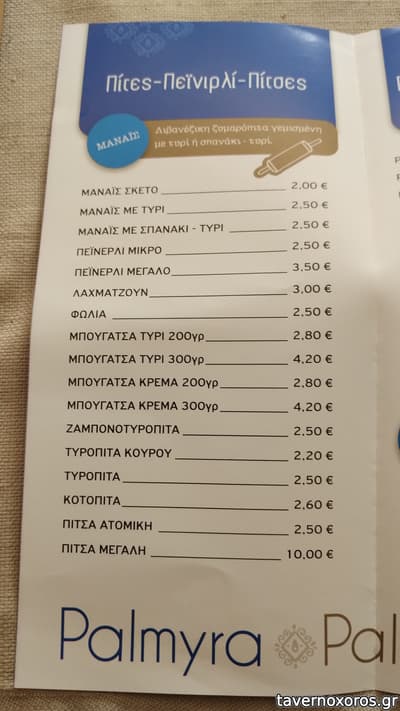 Πίτες-Πεϊνιρλί-Πίτσες
ΜΑΝΑΪΣ
Λιβανέζικη ζυμαρόπιτα γεμισμένη
με τυρί ή σπανάκι - τυρί.
ΜΑΝΑΪΣ ΣΚΕΤΟ 2,00 €
ΜΑΝΑΪΣ ΜΕ ΤΥΡΙ 2,50 €
ΜΑΝΑΪΣ ΜΕ ΣΠΑΝΑΚΙ - ΤΥΡΙ 2,50 €
ΠΕΪΝΕΡΛΙ ΜΙΚΡΟ 2,50 €
ΠΕΪΝΕΡΛΙ ΜΕΓΑΛΟ 3,50 €
ΛΑΧΜΑΤΖΟΥΝ 3,00 €
ΦΩΛΙΑ 2,50 €
ΜΠΟΥΓΑΤΣΑ ΤΥΡΙ 200γρ 2,80 €
ΜΠΟΥΓΑΤΣΑ ΤΥΡΙ 300γρ 4,20 €
ΜΠΟΥΓΑΤΣΑ ΚΡΕΜΑ 200γρ 2,80 €
ΜΠΟΥΓΑΤΣΑ ΚΡΕΜΑ 300γρ 4,20 €
ΖΑΜΠΟΝΟΤΥΡΟΠΙΤΑ 2,50 €
ΤΥΡΟΠΙΤΑ ΚΟΥΡΟΥ 2,20 €
ΤΥΡΟΠΙΤΑ 2,50 €
ΚΟΤΟΠΙΤΑ 2,60 €
ΠΙΤΣΑ ΑΤΟΜΙΚΗ 2,50 €
ΠΙΤΣΑ ΜΕΓΑΛΗ 10,00 €
Palmyra Pal
tavernoxoros.gr